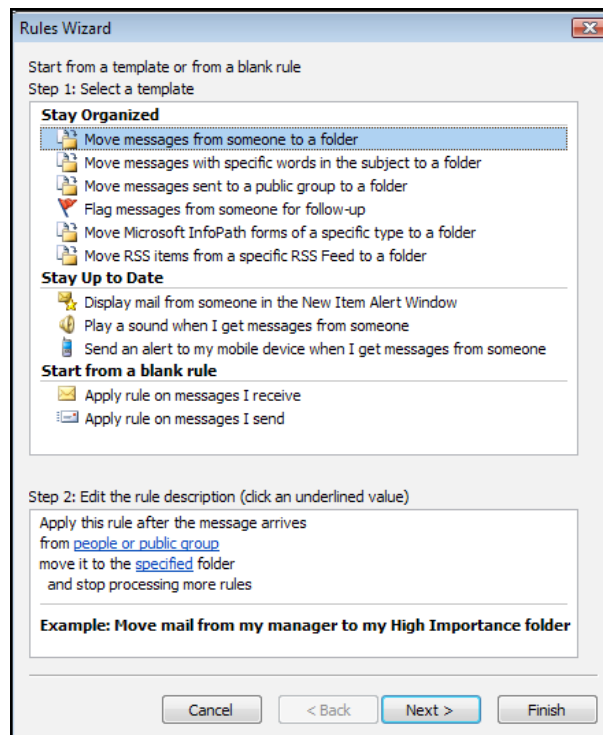 Rules Wizard
Start from a template or from a blank rule
Step 1: Select a template
Stay Organized
Move messages from someone to a folder
Move messages with specific words in the subject to a folder
Move messages sent to a public group to a folder
Flag messages from someone for follow-up
Move Microsoft InfoPath forms of a specific type to a folder
Move RSS items from a specific RSS Feed to a folder
Stay Up to Date
Display mail from someone in the New Item Alert Window
Play a sound when I get messages from someone
Send an alert to my mobile device when I get messages from someone
Start from a blank rule
Apply rule on messages I receive
Apply rule on messages I send
Step 2: Edit the rule description (click an underlined value)
Apply this rule after the message arrives
from people or public group
move it to the specified folder
and stop processing more rules
Example: Move mail from my manager to my High Importance folder
Cancel < Back Next > Finish